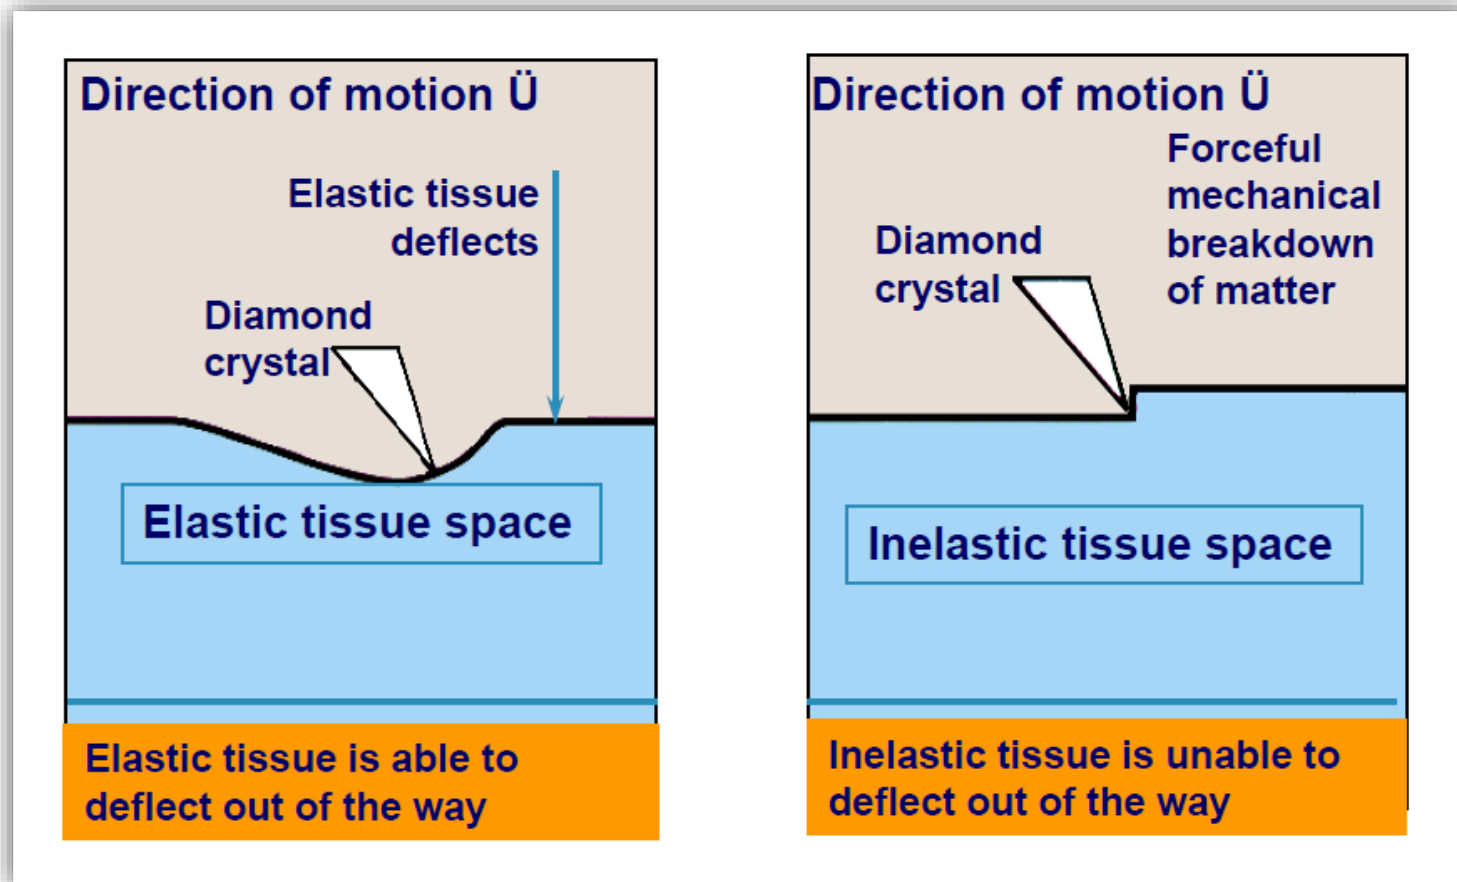 Direction of motion Ü
Elastic tissue
deflects
Diamond
crystal
Elastic tissue space
Elastic tissue is able to
deflect out of the way
Direction of motion Ü
Forceful
mechanical
breakdown
of matter
Diamond
crystal
Inelastic tissue space
Inelastic tissue is unable to
deflect out of the way